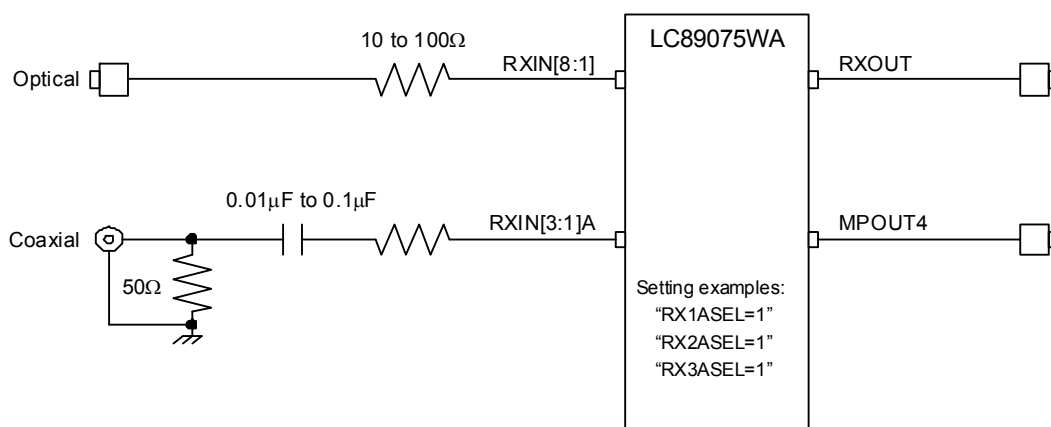 LC89075WA
10 to 100Ω
Optical
RXIN[8:1]
RXOUT
0.01μF to 0.1μF
Coaxial
RXIN[3:1]A
MPOUT4
50Ω
Setting examples:
“RX1ASEL=1”
“RX2ASEL=1”
“RX3ASEL=1”